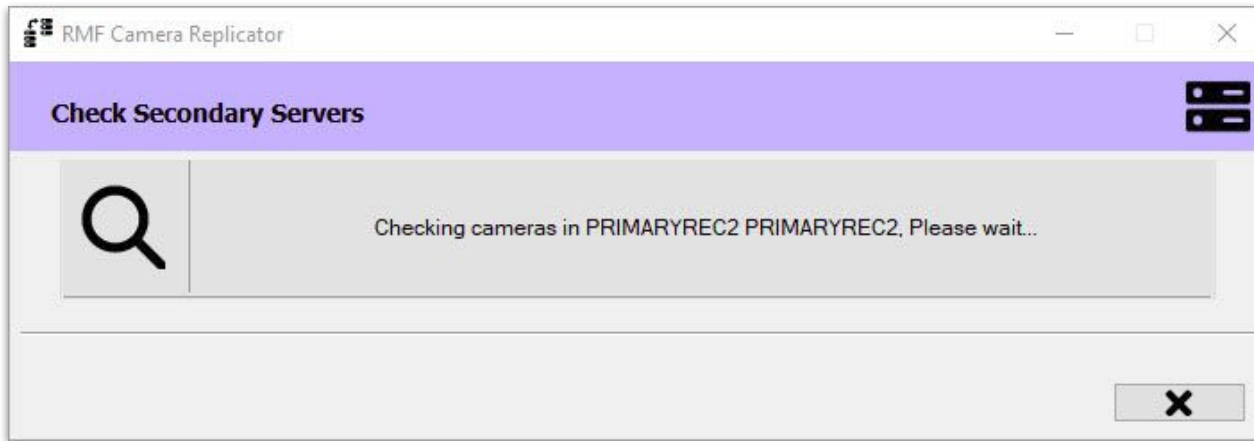 RMF Camera Replicator
Check Secondary Servers
Checking cameras in PRIMARYREC2 PRIMARYREC2, Please wait...